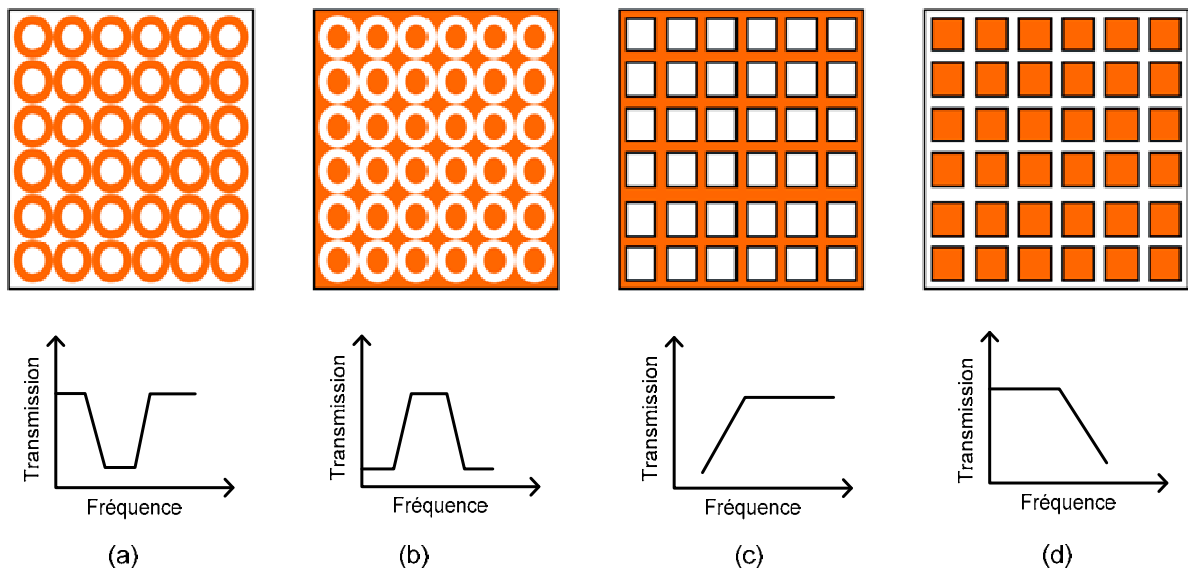 Transmission
Fréquence
(a)
Transmission
Fréquence
(b)
Transmission
Fréquence
(c)
Transmission
Fréquence
(d)